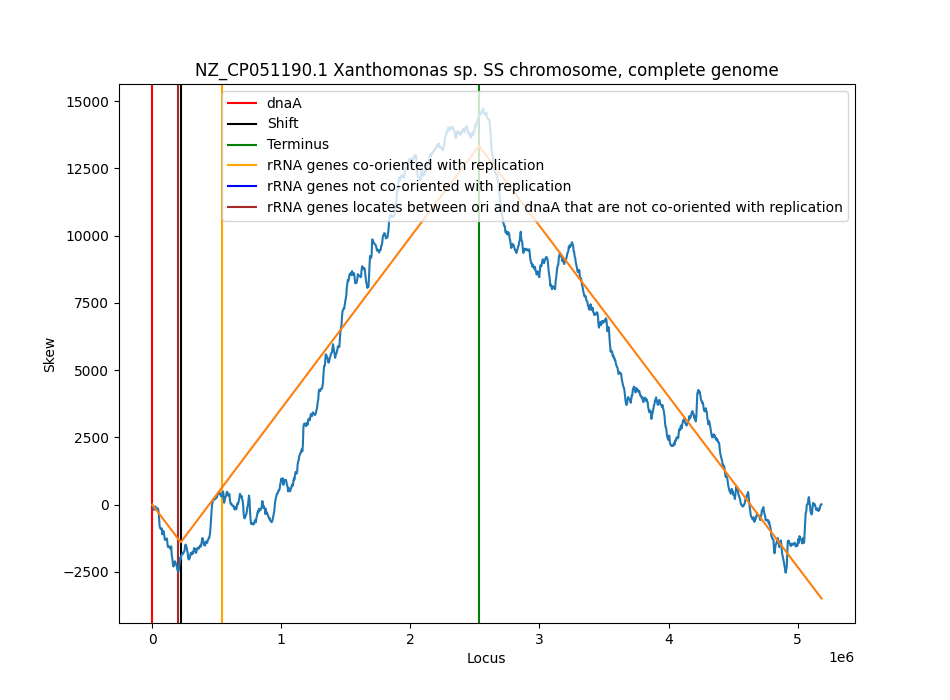 NZ_CP051190.1 Xanthomonas sp. SS chromosome, complete genome
15000
12500
10000
7500
5000
2500
0
−2500
Skew
dnaA
Shift
Terminus
rRNA genes co-oriented with replication
rRNA genes not co-oriented with replication
rRNA genes locates between ori and dnaA that are not co-oriented with replication
0 1 2 3 4 5
1e6
Locus